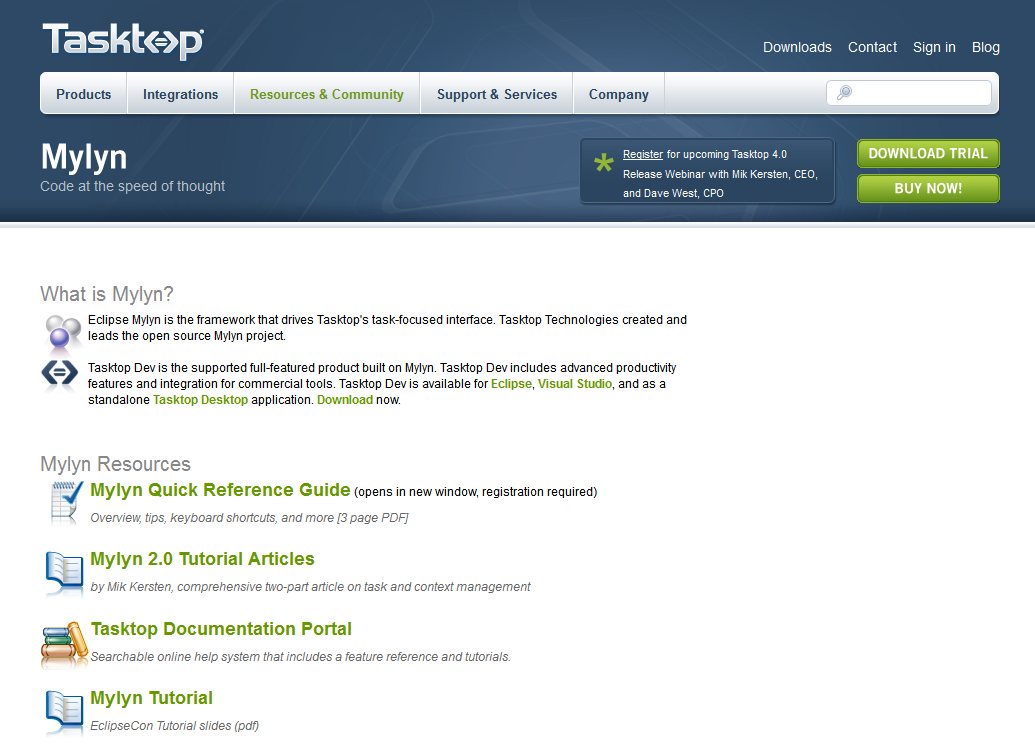 Tasktop
Downloads Contact Sign in Blog
Products Integrations Resources & Community Support & Services Company
Mylyn
Code at the speed of thought
* Register for upcoming Tasktop 4.0
Release Webinar with Mik Kersten, CEO,
and Dave West, CPO
DOWNLOAD TRIAL
BUY NOW!
What is Mylyn?
Eclipse Mylyn is the framework that drives Tasktop's task-focused interface. Tasktop Technologies created and
leads the open source Mylyn project.
Tasktop Dev is the supported full-featured product built on Mylyn. Tasktop Dev includes advanced productivity
features and integration for commercial tools. Tasktop Dev is available for Eclipse, Visual Studio, and as a
standalone Tasktop Desktop application. Download now.
Mylyn Resources
Mylyn Quick Reference Guide (opens in new window, registration required)
Overview, tips, keyboard shortcuts, and more [3 page PDF]
Mylyn 2.0 Tutorial Articles
by Mik Kersten, comprehensive two-part article on task and context management
Tasktop Documentation Portal
Searchable online help system that includes a feature reference and tutorials.
Mylyn Tutorial
EclipseCon Tutorial slides (pdf)